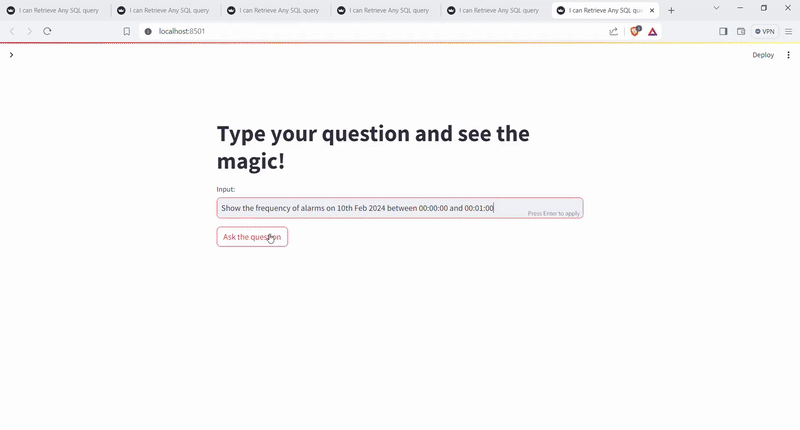 I can Retrieve Any SQL query
I can Retrieve Any SQL query
I can Retrieve Any SQL query
I can Retrieve Any SQL query
I can Retrieve Any SQL query
I can Retrieve Any SQL que
localhost:8501
VPN
Deploy
Type your question and see the
magic!
Input:
Show the frequency of alarms on 10th Feb 2024 between 00:00:00 and 00:01:00
Press Enter to apply
Ask the question